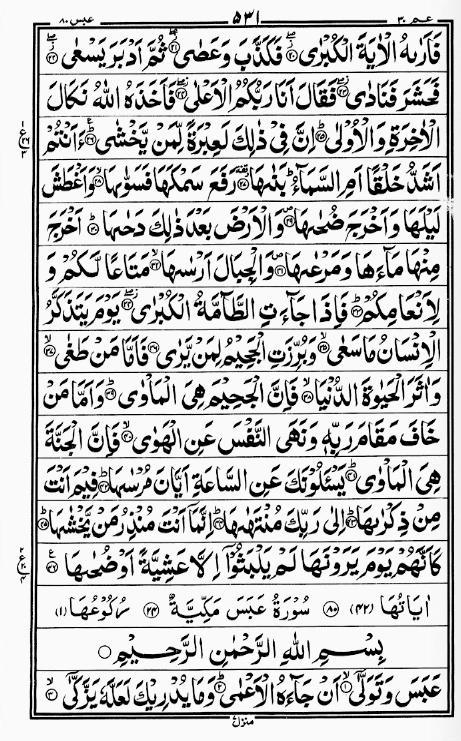 عبس ٨٠ ٥٣١ عم ٣٠
فَاَرٰىهُ الْاٰيَةَ الْكُبْرٰى ﴿٢٠﴾ فَكَذَّبَ وَعَصٰى ﴿٢١﴾ ثُمَّ اَدْبَرَ يَسْعٰى ﴿٢٢﴾
فَحَشَرَ فَنَادٰى ﴿٢٣﴾ فَقَالَ اَنَا رَبُّكُمُ الْاَعْلٰى ﴿٢٤﴾ فَاَخَذَهُ اللّٰهُ نَكَالَ
الْاٰخِرَةِ وَالْاُوْلٰى ﴿٢٥﴾ اِنَّ فِيْ ذٰلِكَ لَعِبْرَةً لِّمَنْ يَّخْشٰى ﴿٢٦﴾ ءَاَنْتُمْ
اَشَدُّ خَلْقًا اَمِ السَّمَآءُ بَنٰىهَا ﴿٢٧﴾ رَفَعَ سَمْكَهَا فَسَوّٰىهَا ﴿٢٨﴾ وَاَغْطَشَ
لَيْلَهَا وَاَخْرَجَ ضُحٰىهَا ﴿٢٩﴾ وَالْاَرْضَ بَعْدَ ذٰلِكَ دَحٰىهَا ﴿٣٠﴾ اَخْرَجَ
مِنْهَا مَآءَهَا وَمَرْعٰىهَا ﴿٣١﴾ وَالْجِبَالَ اَرْسٰىهَا ﴿٣٢﴾ مَتَاعًا لَّكُمْ وَ
لِاَنْعَامِكُمْ ﴿٣٣﴾ فَاِذَا جَآءَتِ الطَّآمَّةُ الْكُبْرٰى ﴿٣٤﴾ يَوْمَ يَتَذَكَّرُ
الْاِنْسَانُ مَا سَعٰى ﴿٣٥﴾ وَبُرِّزَتِ الْجَحِيْمُ لِمَنْ يَّرٰى ﴿٣٦﴾ فَاَمَّا مَنْ طَغٰى ﴿٣٧﴾
وَاٰثَرَ الْحَيٰوةَ الدُّنْيَا ﴿٣٨﴾ فَاِنَّ الْجَحِيْمَ هِيَ الْمَاْوٰى ﴿٣٩﴾ وَاَمَّا مَنْ
خَافَ مَقَامَ رَبِّهٖ وَنَهَى النَّفْسَ عَنِ الْهَوٰى ﴿٤٠﴾ فَاِنَّ الْجَنَّةَ
هِيَ الْمَاْوٰى ﴿٤١﴾ يَسْـَٔلُوْنَكَ عَنِ السَّاعَةِ اَيَّانَ مُرْسٰىهَا ﴿٤٢﴾ فِيْمَ اَنْتَ
مِنْ ذِكْرٰىهَا ﴿٤٣﴾ اِلٰى رَبِّكَ مُنْتَهٰىهَا ﴿٤٤﴾ اِنَّمَآ اَنْتَ مُنْذِرُ مَنْ يَّخْشٰىهَا ﴿٤٥﴾
كَاَنَّهُمْ يَوْمَ يَرَوْنَهَا لَمْ يَلْبَثُوْٓا اِلَّا عَشِيَّةً اَوْ ضُحٰىهَا ﴿٤٦﴾
اٰيَاتُهَا (٤٢) ﴿٨٠﴾ سُوْرَةُ عَبَسَ مَكِّيَّةٌ ﴿٢٤﴾ رُكُوْعُهَا (١)
بِسْمِ اللّٰهِ الرَّحْمٰنِ الرَّحِيْمِ ○
عَبَسَ وَتَوَلّٰٓى ﴿١﴾ اَنْ جَآءَهُ الْاَعْمٰى ﴿٢﴾ وَمَا يُدْرِيْكَ لَعَلَّهٗ يَزَّكّٰٓى ﴿٣﴾
منزل ٧